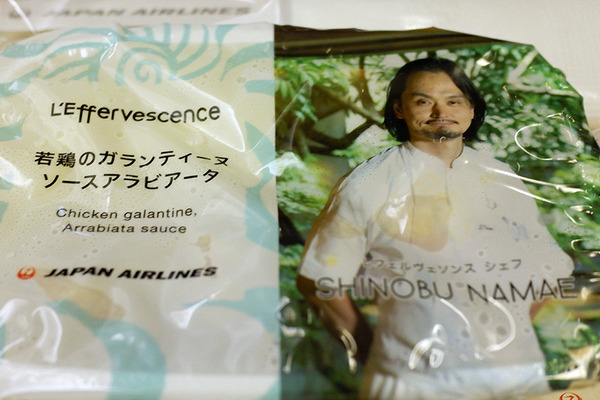 JAPAN AIRLINES
L'Effervescence
若鶏のガランティーヌ
ソースアラビアータ
Chicken galantine,
Arrabiata sauce
JAPAN AIRLINES
フェルヴェソンス シェフ
SHINOBU NAMAE